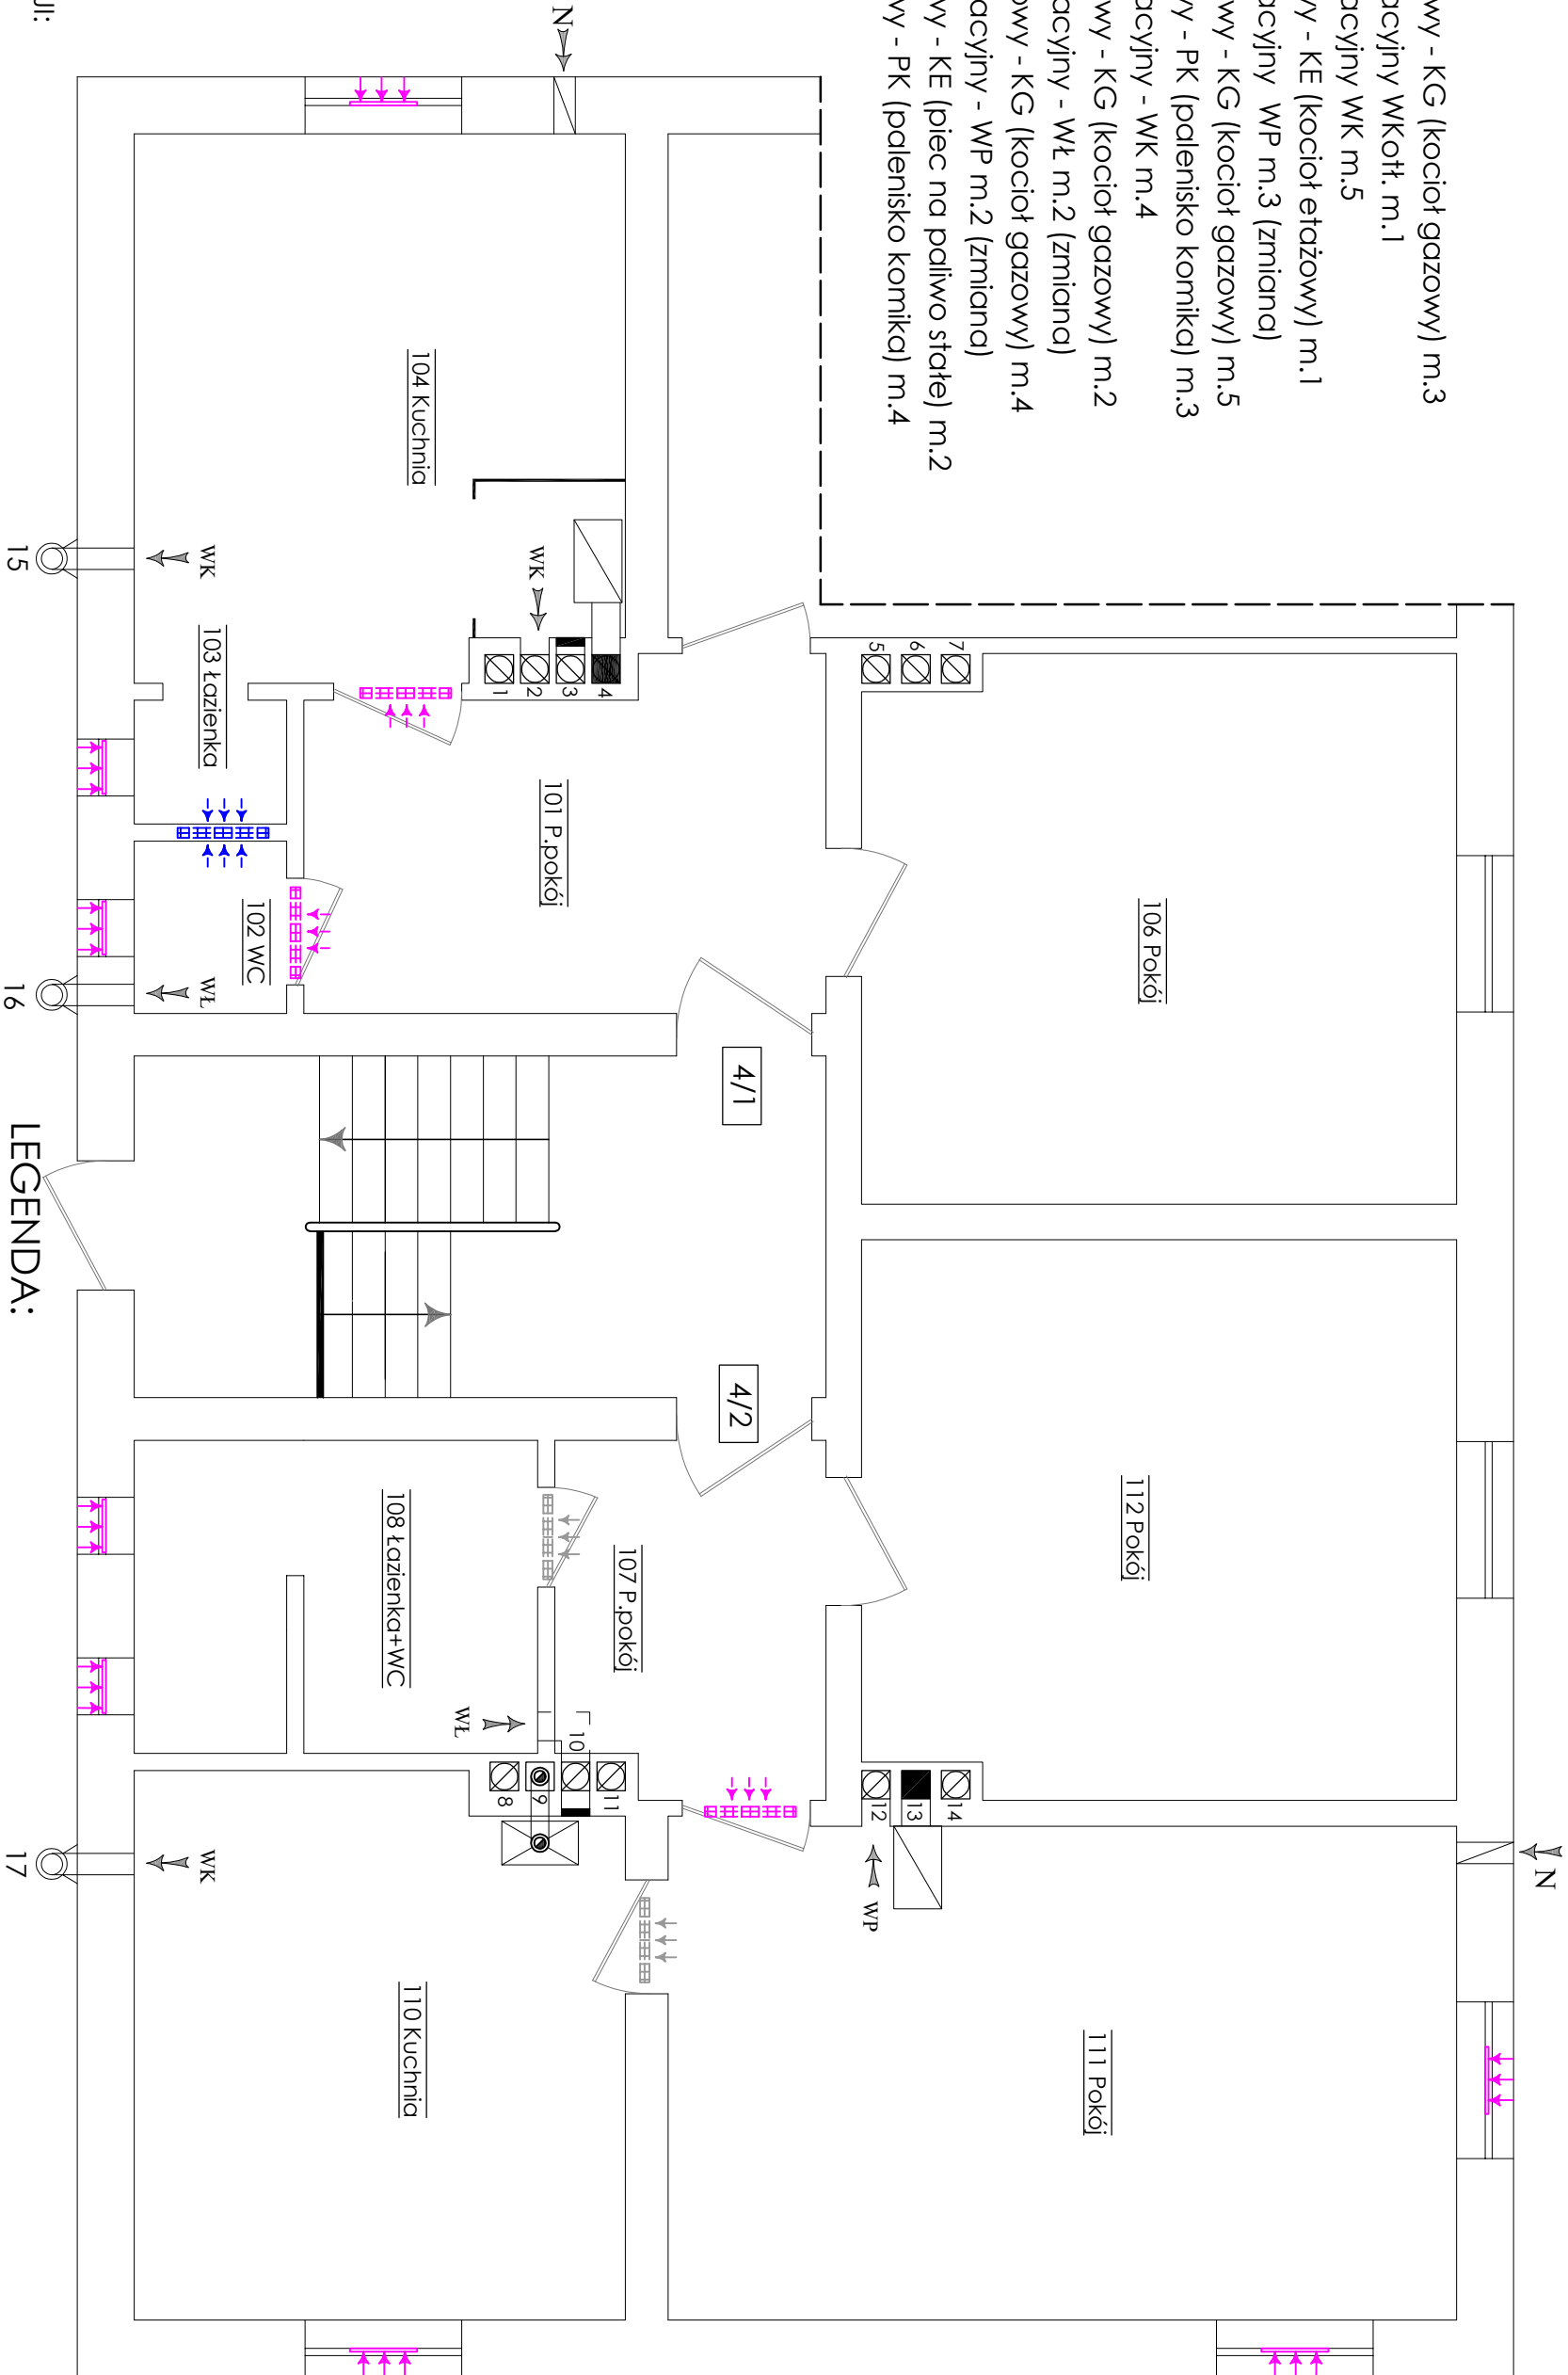 wy - KG (kocioł gazowy) m.3
acyjny WKotł. m.1
acyjny WK m.5
vy - KE (kocioł etażowy) m.1
acyjny WP m.3 (zmiana)
wy - KG (kocioł gazowy) m.5
vy - PK (palenisko komika) m.3
acyjny - WK m.4
wy - KG (kocioł gazowy) m.2
acyjny - WŁ m.2 (zmiana)
owy - KG (kocioł gazowy) m.4
acyjny - WP m.2 (zmiana)
wy - KE (piec na paliwo stałe) m.2
vy - PK (palenisko komika) m.4
N
104 Kuchnia
WK
WK
15
103 Łazienka
1
2
3
4
5
6
7
101 P.pokój
102 WC
WŁ
16
106 Pokój
4/1
4/2
LEGENDA:
112 Pokój
108 Łazienka+WC
107 P.pokój
WŁ
8
9
10
11
12
13
14
WP
N
WK
17
110 Kuchnia
111 Pokój